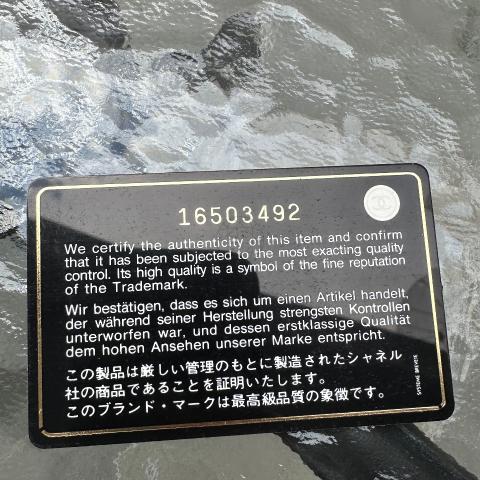 16503492
We certify the authenticity of this item and confirm
that it has been subjected to the most exacting quality
control. Its high quality is a symbol of the fine reputation
of the Trademark.
Wir bestätigen, dass es sich um einen Artikel handelt,
der während seiner Herstellung strengsten Kontrollen
unterworfen war, und dessen erstklassige Qualität
dem hohen Ansehen unserer Marke entspricht.
この製品は厳しい管理のもとに製造されたシャネル
社の商品であることを証明いたします。
このブランド・マークは最高級品質の象徴です。